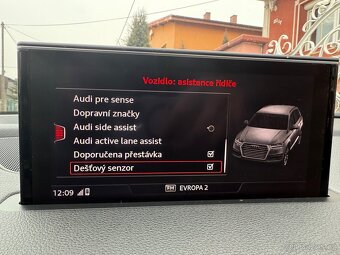 Vozidlo: asistence řidiče
Audi pre sense
Dopravní značky
Audi side assist
Audi active lane assist
Doporučena přestávka
Dešťový senzor
12:09
EVROPA 2